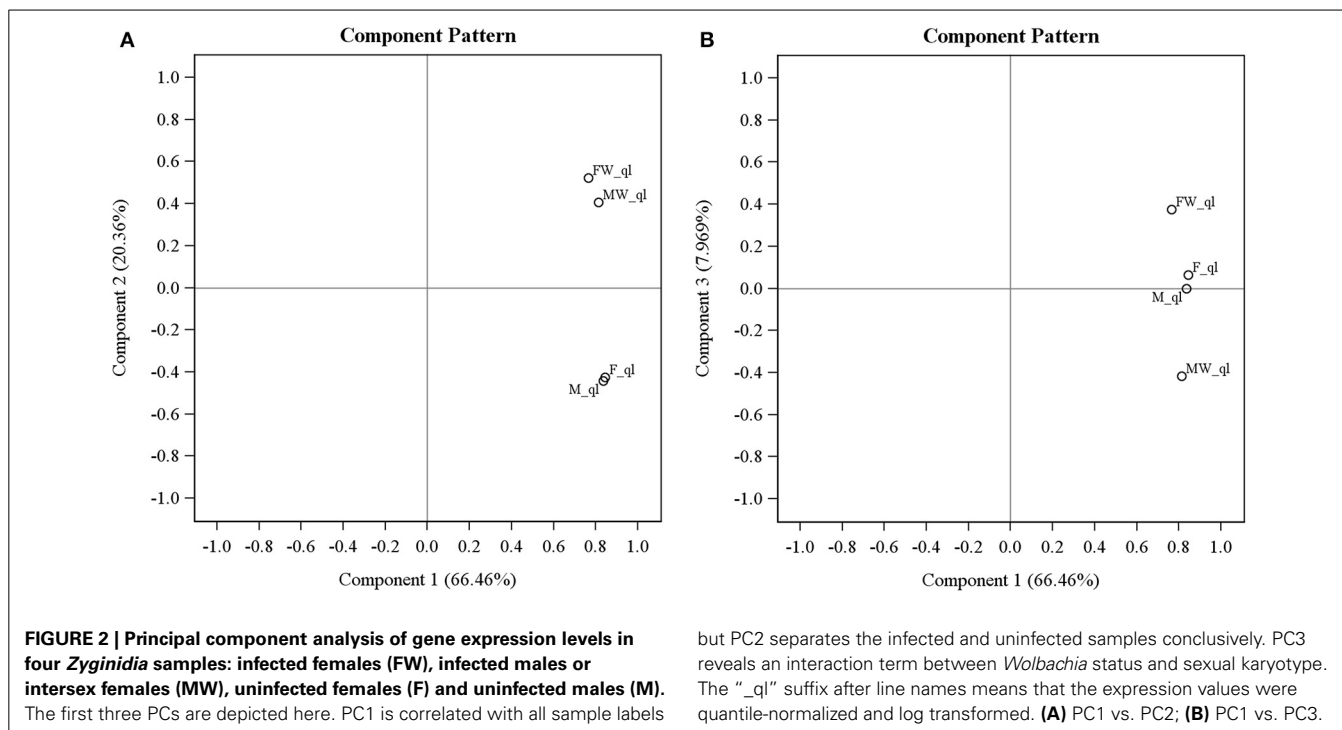 A
Component Pattern
1.0
0.8
0.6
0.4
0.2
0.0
-0.2
-0.4
-0.6
-0.8
-1.0
Component 2 (20.36%)
FW_ql
MW_ql
F_ql
M_ql
-1.0 -0.8 -0.6 -0.4 -0.2 0.0 0.2 0.4 0.6 0.8 1.0
Component 1 (66.46%)
B
Component Pattern
1.0
0.8
0.6
0.4
0.2
0.0
-0.2
-0.4
-0.6
-0.8
-1.0
Component 3 (7.969%)
FW_ql
F_ql
M_ql
MW_ql
-1.0 -0.8 -0.6 -0.4 -0.2 0.0 0.2 0.4 0.6 0.8 1.0
Component 1 (66.46%)
FIGURE 2 | Principal component analysis of gene expression levels in
four Zyginidia samples: infected females (FW), infected males or
intersex females (MW), uninfected females (F) and uninfected males (M).
The first three PCs are depicted here. PC1 is correlated with all sample labels
but PC2 separates the infected and uninfected samples conclusively. PC3
reveals an interaction term between Wolbachia status and sexual karyotype.
The “_ql” suffix after line names means that the expression values were
quantile-normalized and log transformed. (A) PC1 vs. PC2; (B) PC1 vs. PC3.